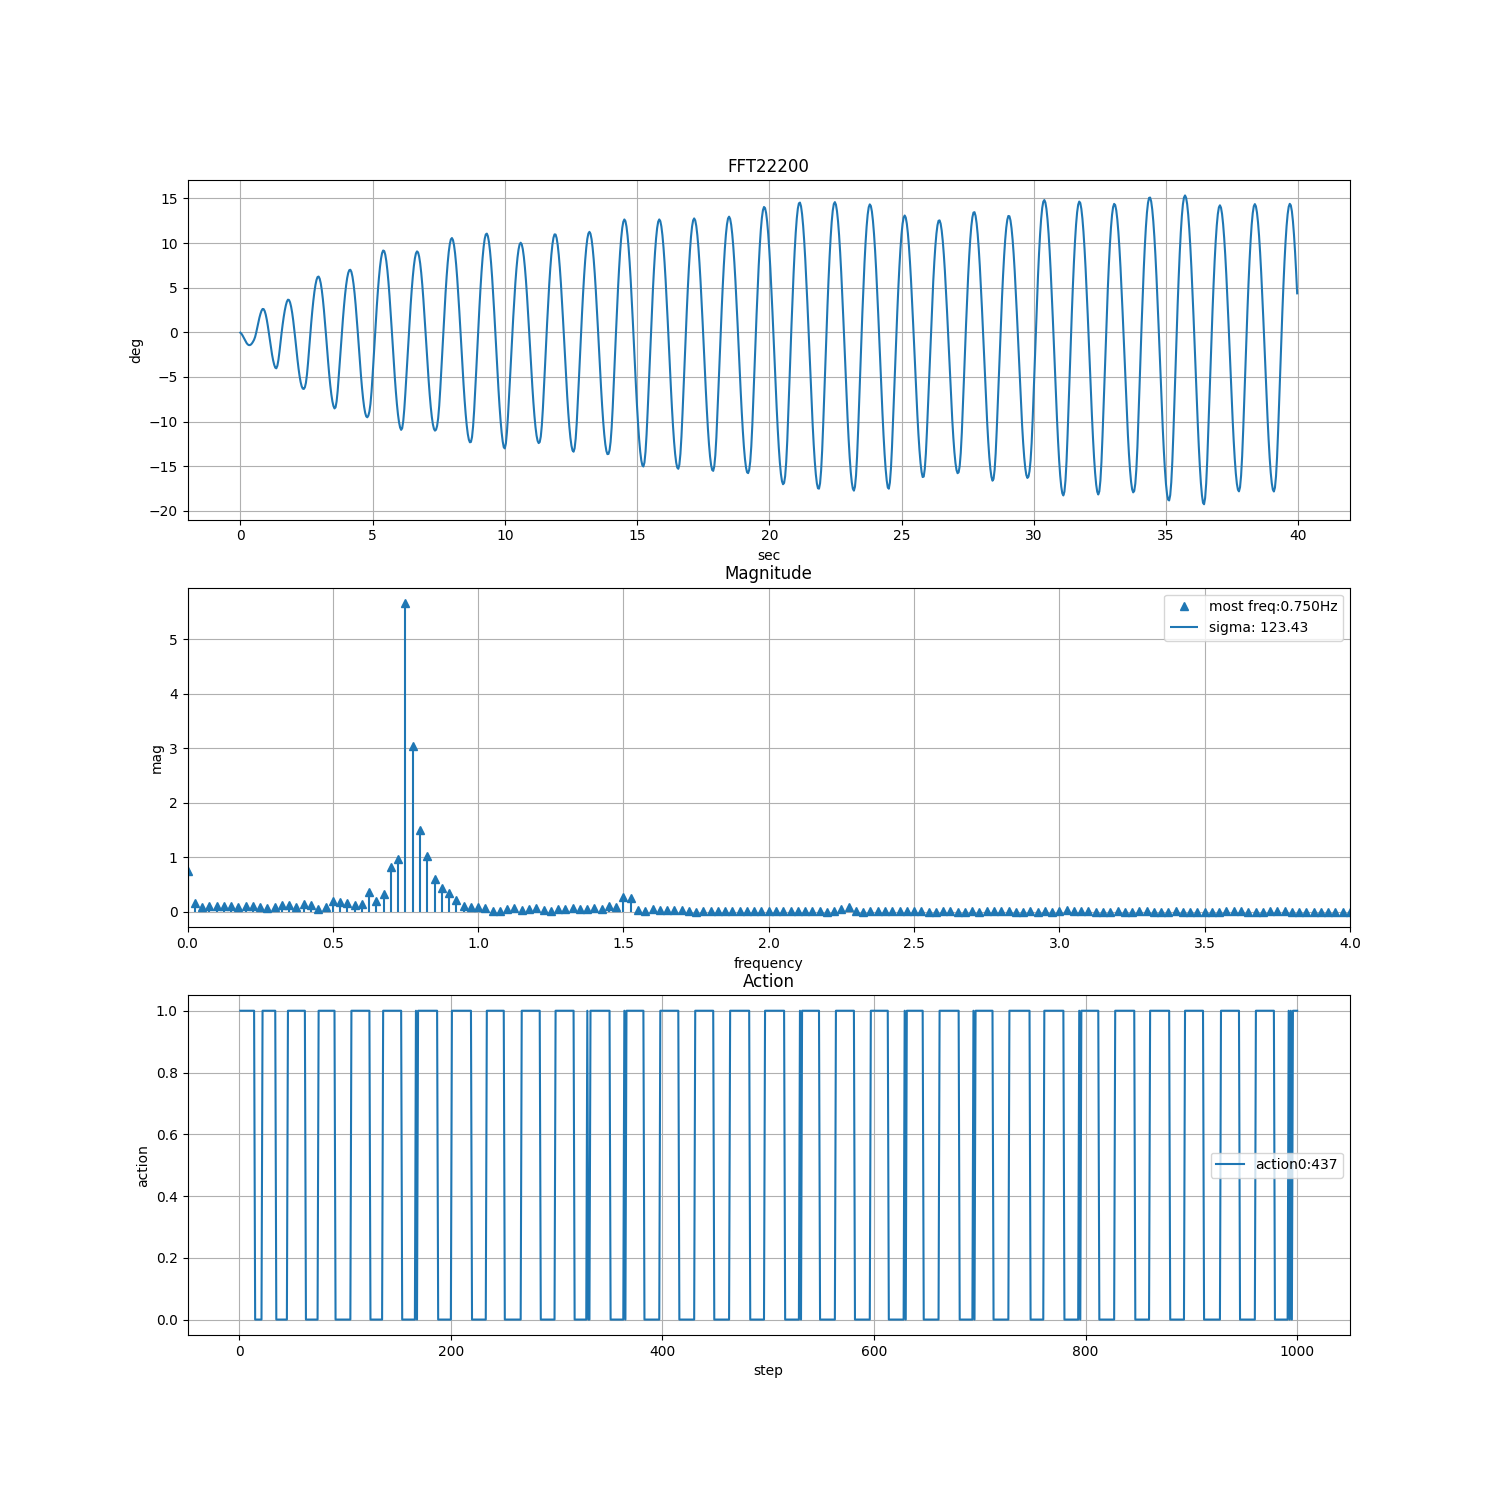 FFT22200
15
10
5
0
−5
−10
−15
−20
deg
0 5 10 15 20 25 30 35 40
sec
Magnitude
most freq:0.750Hz
sigma: 123.43
5
4
3
2
1
0
mag
0.0 0.5 1.0 1.5 2.0 2.5 3.0 3.5 4.0
frequency
Action
1.0
0.8
0.6
0.4
0.2
0.0
action
action0:437
0 200 400 600 800 1000
step